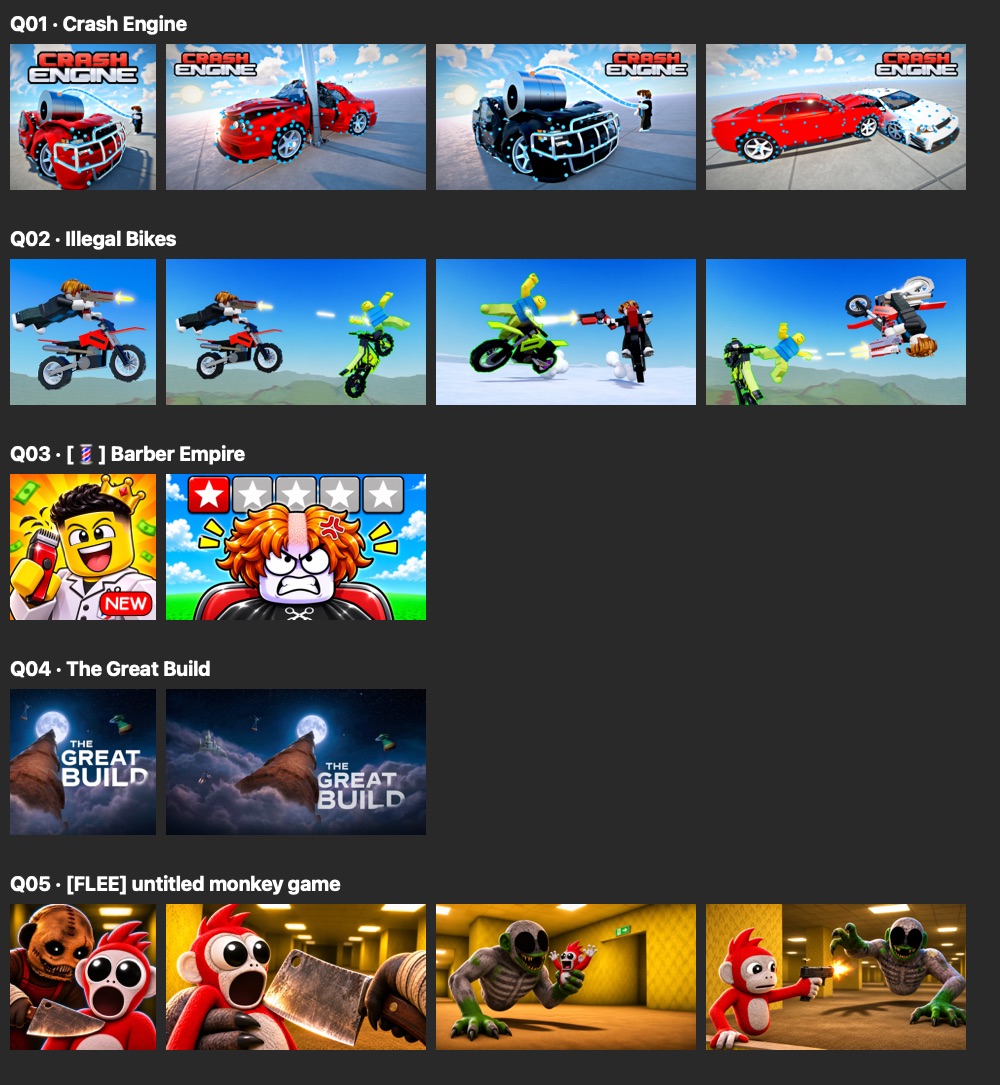 Q01 · Crash Engine
CRASH
ENGINE
CRASH
ENGINE
CRASH
ENGINE
CRASH
ENGINE
Q02 · Illegal Bikes
Q03 · [ 💈 ] Barber Empire
NEW
Q04 · The Great Build
THE
GREAT
BUILD
THE
GREAT
BUILD
Q05 · [FLEE] untitled monkey game